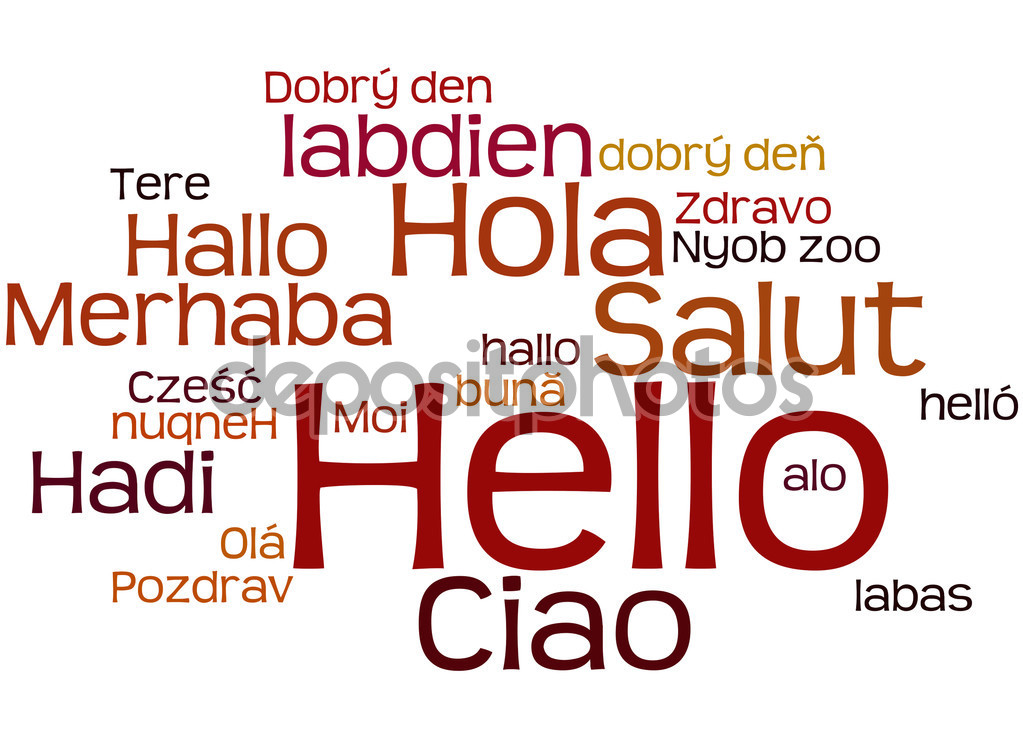 Dobrý den
labdien
dobrý deň
Tere
Hola
Zdravo
Hallo
Nyob zoo
Merhaba
Salut
hallo
depositphotos
Cześć
bună
helló
nuqneH
Moi
Hello
Hadi
alo
Olá
Pozdrav
labas
Ciao